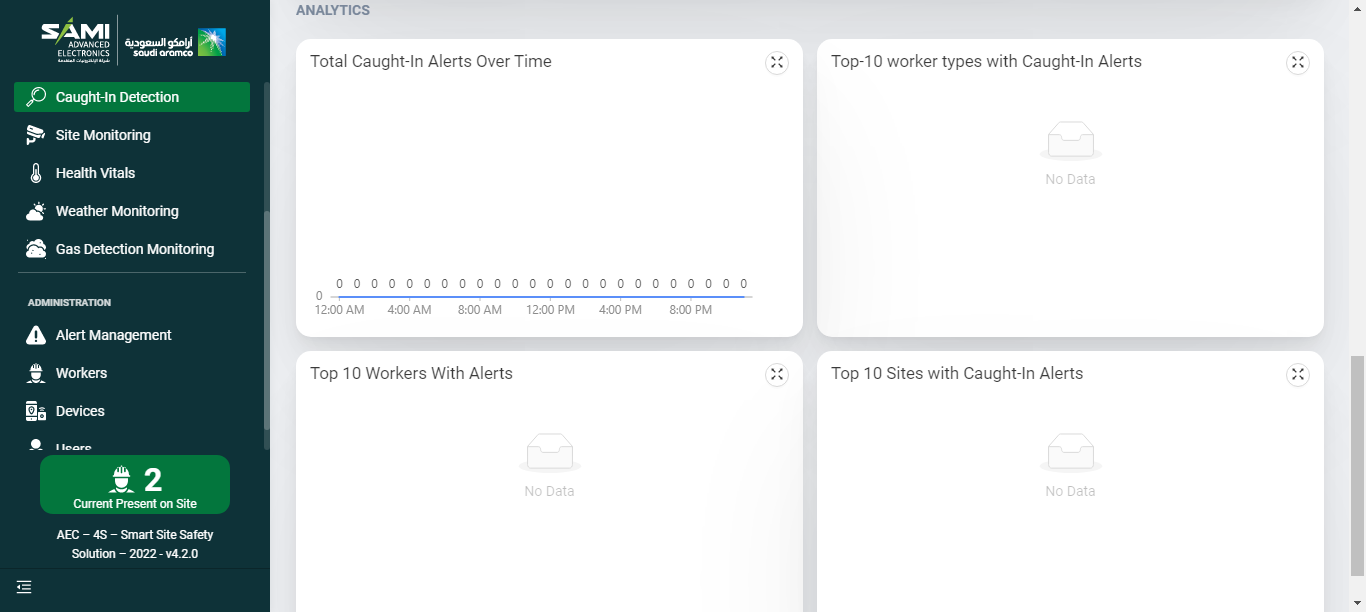 SAMI
ADVANCED
ELECTRONICS
شركة الإلكترونيات المتقدمة
أرامكو السعودية
saudi aramco
Caught-In Detection
Site Monitoring
Health Vitals
Weather Monitoring
Gas Detection Monitoring
ADMINISTRATION
Alert Management
Workers
Devices
Users
2
Current Present on Site
AEC – 4S – Smart Site Safety
Solution – 2022 - v4.2.0
ANALYTICS
Total Caught-In Alerts Over Time
0 0 0 0 0 0 0 0 0 0 0 0 0 0 0 0 0 0 0 0 0 0 0 0
0
12:00 AM 4:00 AM 8:00 AM 12:00 PM 4:00 PM 8:00 PM
Top-10 worker types with Caught-In Alerts
No Data
Top 10 Workers With Alerts
No Data
Top 10 Sites with Caught-In Alerts
No Data